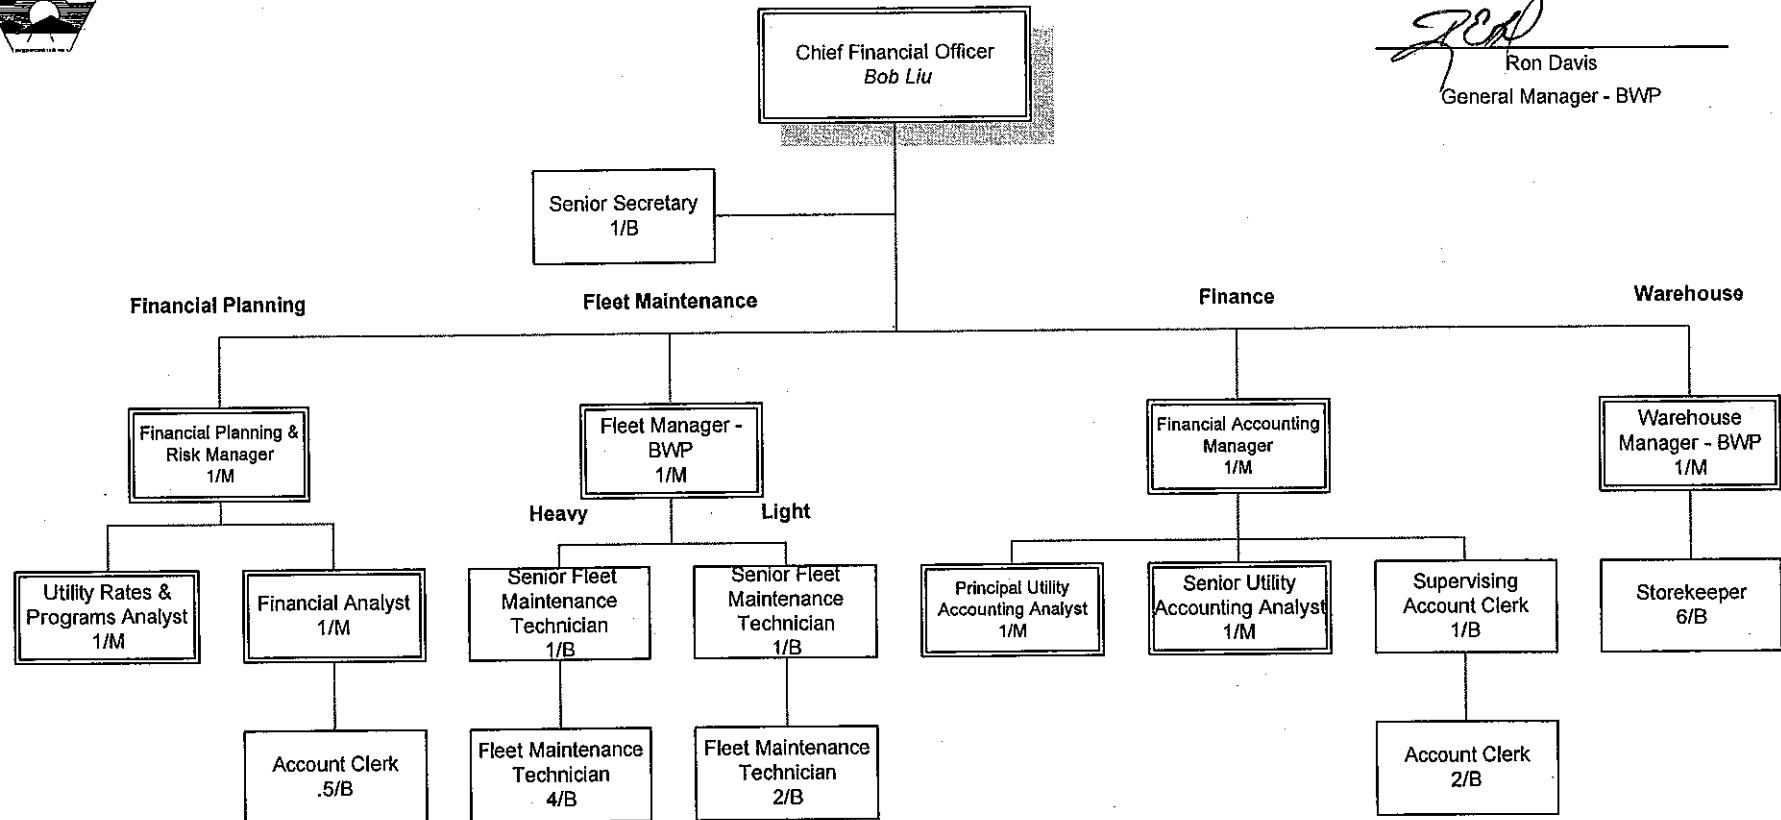 Chief Financial Officer
Bob Liu
Ron Davis
General Manager - BWP
Senior Secretary
1/B
Financial Planning
Fleet Maintenance
Finance
Warehouse
Financial Planning &
Risk Manager
1/M
Fleet Manager -
BWP
1/M
Financial Accounting
Manager
1/M
Warehouse
Manager - BWP
1/M
Heavy
Light
Utility Rates &
Programs Analyst
1/M
Financial Analyst
1/M
Senior Fleet
Maintenance
Technician
1/B
Senior Fleet
Maintenance
Technician
1/B
Principal Utility
Accounting Analyst
1/M
Senior Utility
Accounting Analyst
1/M
Supervising
Account Clerk
1/B
Storekeeper
6/B
Account Clerk
.5/B
Fleet Maintenance
Technician
4/B
Fleet Maintenance
Technician
2/B
Account Clerk
2/B